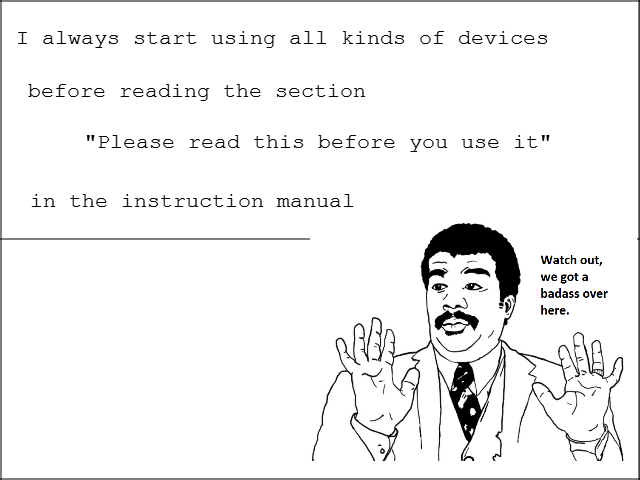 I always start using all kinds of devices
before reading the section
"Please read this before you use it"
in the instruction manual
Watch out,
we got a
badass over
here.